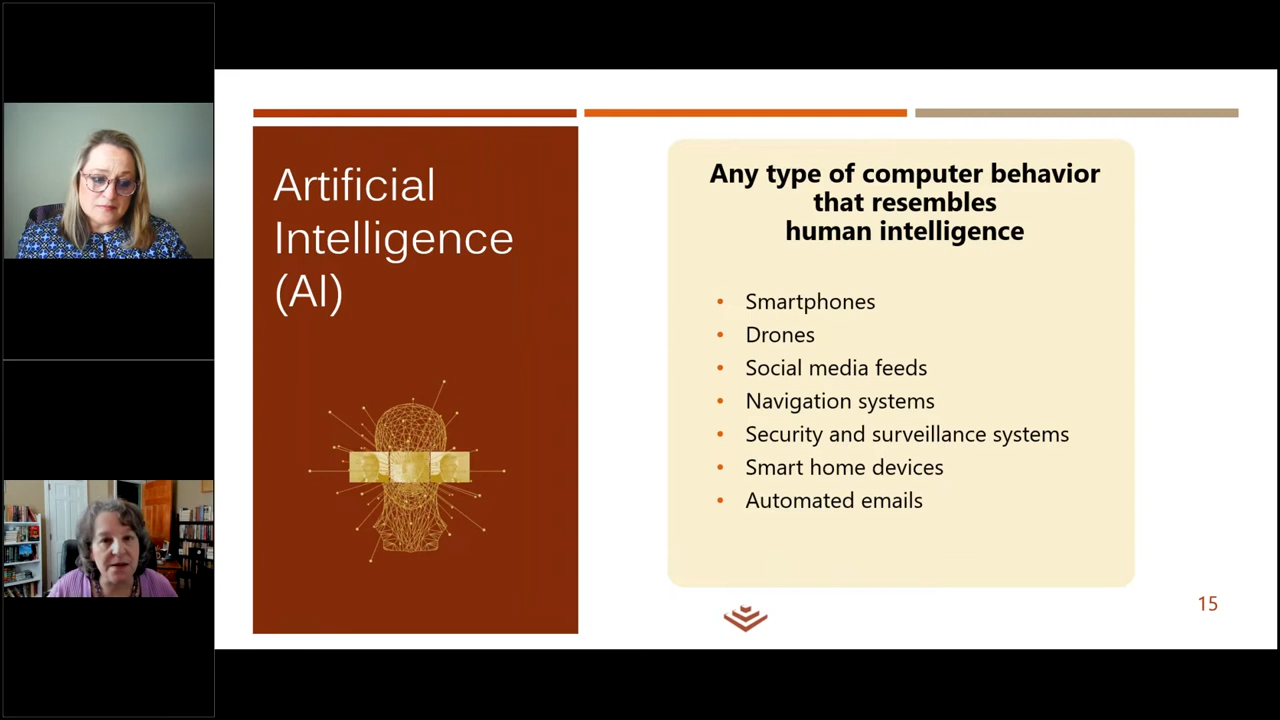 Artificial
Intelligence
(AI)
Any type of computer behavior
that resembles
human intelligence
• Smartphones
• Drones
• Social media feeds
• Navigation systems
• Security and surveillance systems
• Smart home devices
• Automated emails
15